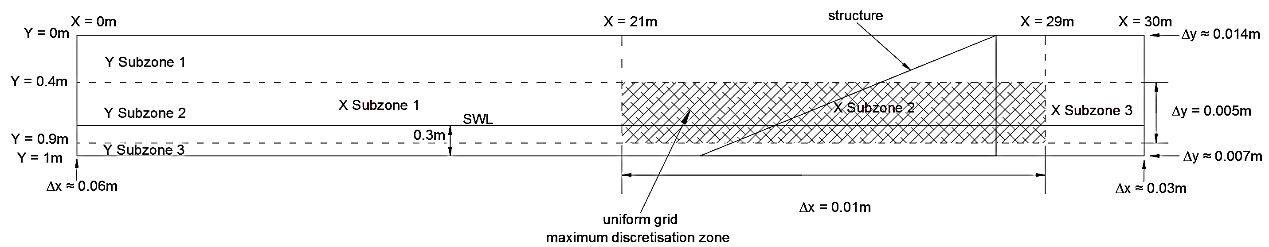 X = 0m
X = 21m
structure
X = 29m
X = 30m
Y = 0m
Δx ≈ 0.014m
Y Subzone 1
Y = 0.4m
Y Subzone 2
X Subzone 1
SWL
X Subzone 2
X Subzone 3
Δy = 0.005m
0.3m
Y = 0.9m
Y Subzone 3
Y = 1m
Δy ≈ 0.007m
Δx ≈ 0.06m
Δx ≈ 0.03m
Δx = 0.01m
uniform grid
maximum discretisation zone